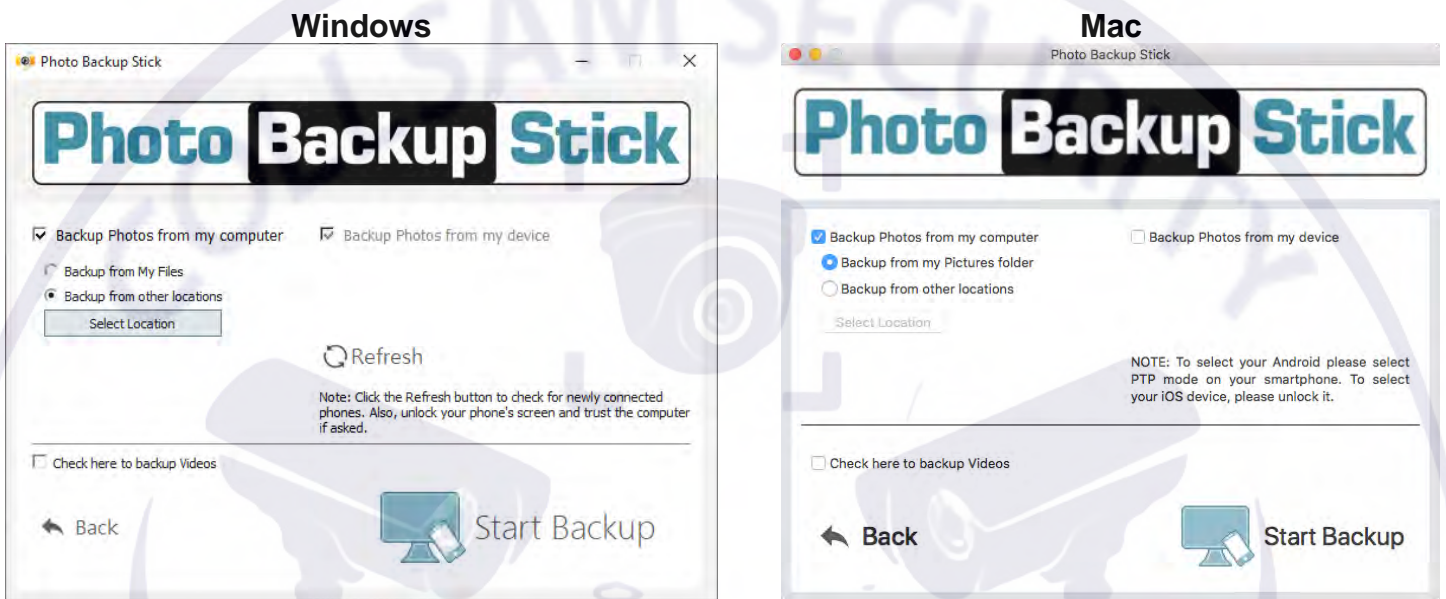 Windows
Photo Backup Stick
Photo Backup Stick
Backup Photos from my computer
Backup Photos from my device
Backup from My Files
Backup from other locations
Select Location
Refresh
Note: Click the Refresh button to check for newly connected
phones. Also, unlock your phone's screen and trust the computer
if asked.
Check here to backup Videos
Back
Start Backup
Mac
Photo Backup Stick
Photo Backup Stick
Backup Photos from my computer
Backup Photos from my device
Backup from my Pictures folder
Backup from other locations
Select Location
NOTE: To select your Android please select
PTP mode on your smartphone. To select
your iOS device, please unlock it.
Check here to backup Videos
Back
Start Backup